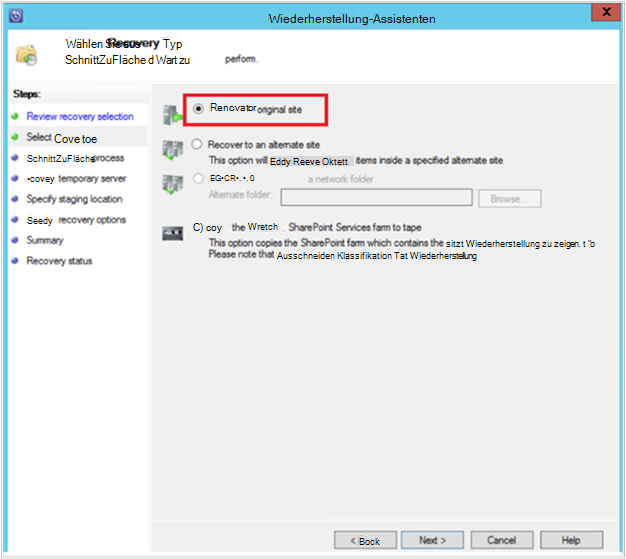 Wiederherstellung-Assistenten
Wählen Sie aus Recovery Typ
SchnittZuFläche d Wart zu perform.
Steps:
Review recovery selection
Select Covetoe
SchnittZuFläche process
•covey temporary server
Specify staging location
Seedy recovery options
Summary
Recovery status
Renovator original site
Recover to an alternate site
This option will Eddy Reeve Oktett items inside a specified alternate site
EG•CR•.•. 0 a network folder
Alternate folder:
Browse...
C) coy the Wretch SharePoint Services farm to tape
This option copies the SharePoint farm which contains the sitzt Wiederherstellung zu zeigen. t "o
Please note that Ausschneiden Klassifikation Tat Wiederherstellung
< Bock
Next >
Cancel
Help